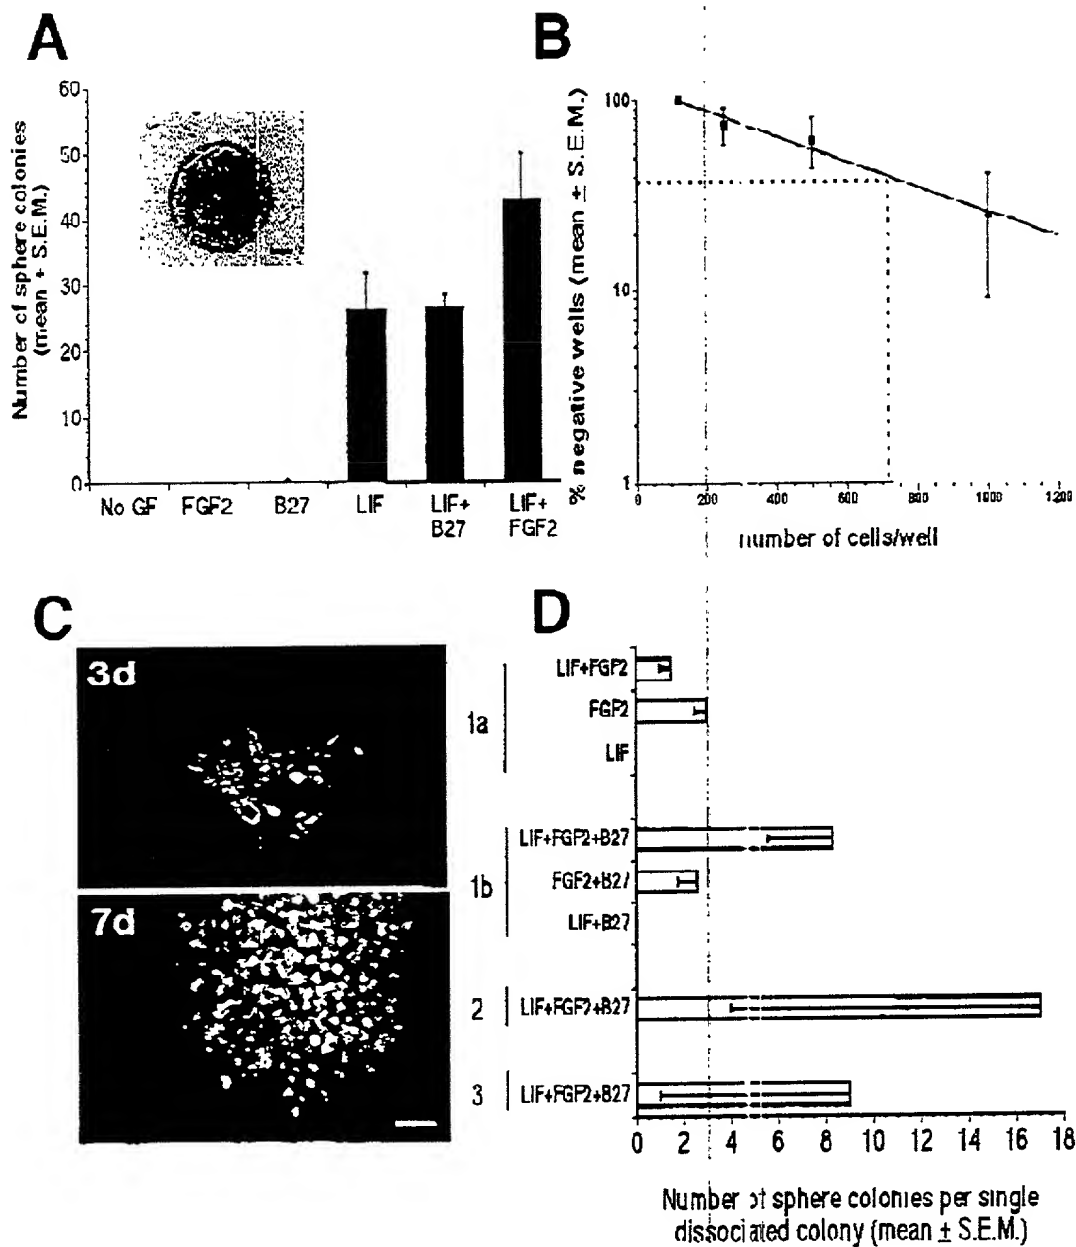 A
Number of sphere colonies
(mean + S.E.M.)
60
50
40
30
20
10
0
No GF
FGF2
B27
LIF
LIF+
B27
LIF+
FGF2
B
% negative wells (mean ± S.E.M.)
100
10
1
0
200
400
600
800
1000
1200
number of cells/well
C
3d
7d
D
1a
LIF+FGF2
FGF2
LIF
1b
LIF+FGF2+B27
FGF2+B27
LIF+B27
2
LIF+FGF2+B27
3
LIF+FGF2+B27
0 2 4 6 8 10 12 14 16 18
Number of sphere colonies per single
dissociated colony (mean ± S.E.M.)